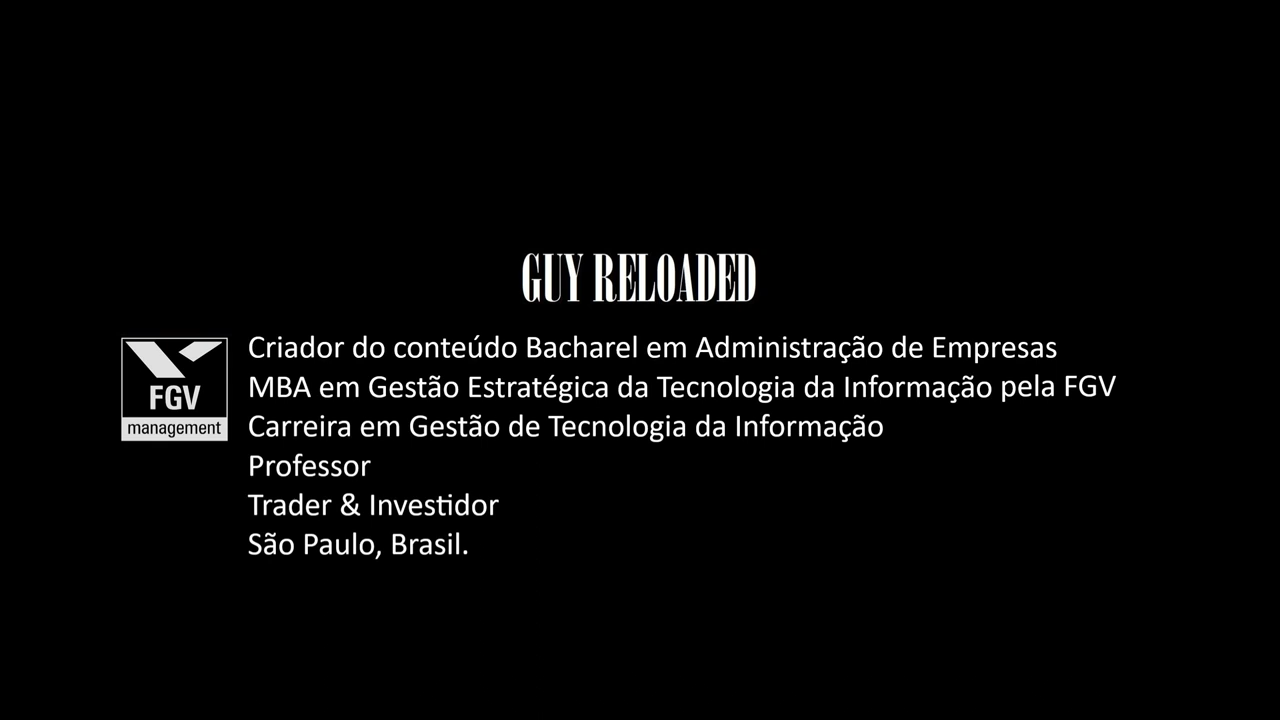 GUY RELOADED
Criador do conteúdo Bacharel em Administração de Empresas
MBA em Gestão Estratégica da Tecnologia da Informação pela FGV
Carreira em Gestão de Tecnologia da Informação
Professor
Trader & Investidor
São Paulo, Brasil.
FGV
management